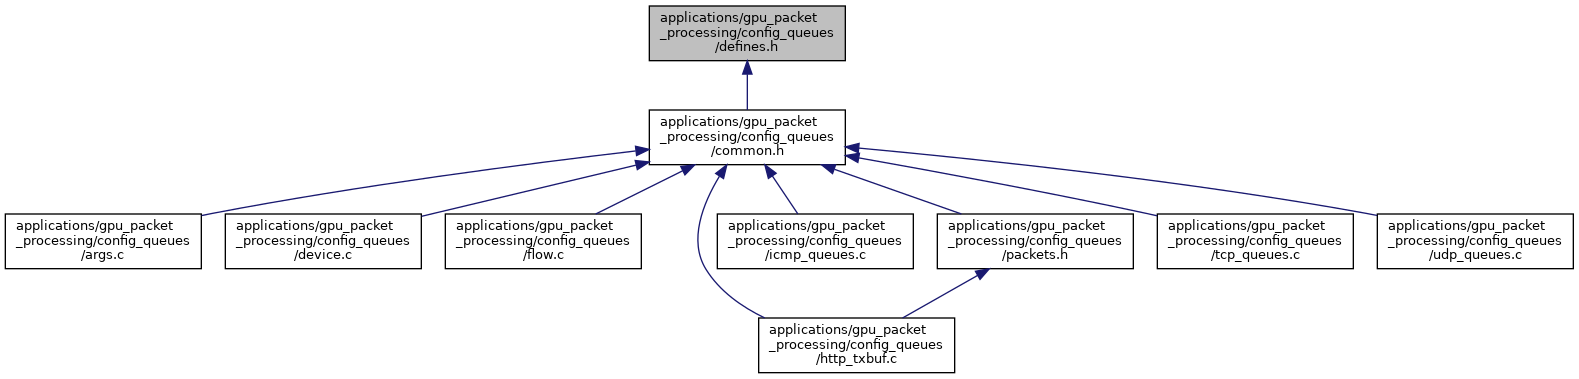 applications/gpu_packet
_processing/config_queues
/defines.h
applications/gpu_packet
_processing/config_queues
/common.h
applications/gpu_packet
_processing/config_queues
/args.c
applications/gpu_packet
_processing/config_queues
/device.c
applications/gpu_packet
_processing/config_queues
/flow.c
applications/gpu_packet
_processing/config_queues
/icmp_queues.c
applications/gpu_packet
_processing/config_queues
/packets.h
applications/gpu_packet
_processing/config_queues
/tcp_queues.c
applications/gpu_packet
_processing/config_queues
/udp_queues.c
applications/gpu_packet
_processing/config_queues
/http_txbuf.c